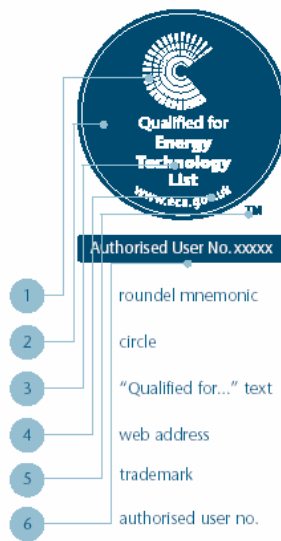 Qualified for
Energy
Technology
List
www.eca.gov.uk
TM
Authorised User No. xxxxx
1 roundel mnemonic
2 circle
3 “Qualified for...” text
4 web address
5 trademark
6 authorised user no.